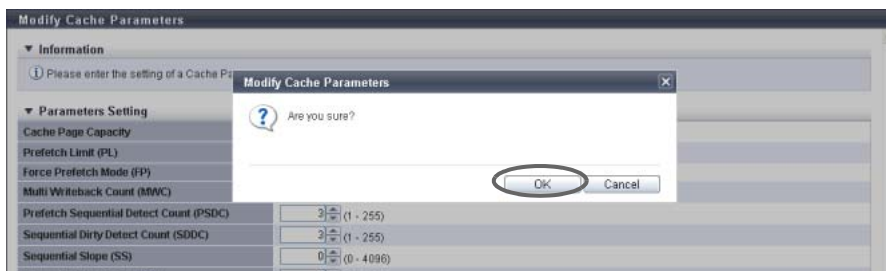 Modify Cache Parameters
Information
Please enter the setting of a Cache Pa
Modify Cache Parameters
Are you sure?
OK Cancel
Parameters Setting
Cache Page Capacity
Prefetch Limit (PL)
Force Prefetch Mode (FP)
Multi Writeback Count (MWC)
Prefetch Sequential Detect Count (PSDC) 3 (1 - 255)
Sequential Dirty Detect Count (SDDC) 3 (1 - 255)
Sequential Slope (SS) 0 (0 - 4096)